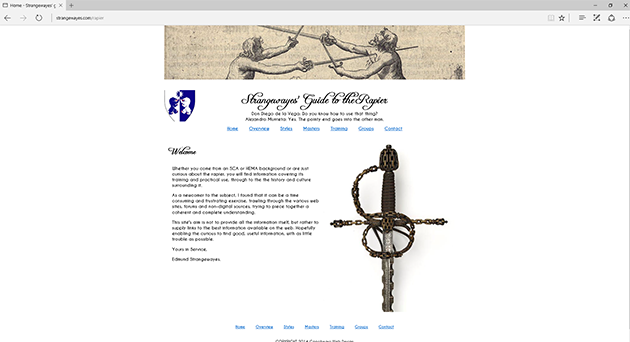 Home - Strangewayes' g
strangewayes.com/rapier
Strangewayes' Guide to the Rapier
Don Diego de la Vega: Do you know how to use that thing?
Alejandro Murrieta: Yes. The pointy end goes into the other man.
Home Overview Styles Masters Training Groups Contact
Welcome
Whether you come from an SCA or HEMA background or are just
curious about the rapier, you will find information covering its
training and practical use, through to the the history and culture
surrounding it.
As a newcomer to the subject, I found that it can be a time
consuming and frustrating exercise, trawling through the various web
sites, forums and non-digital sources, trying to piece together a
coherent and complete understanding.
This site's aim is not to provide all the information itself, but rather to
supply links to the best information available on the web. Hopefully
enabling the curious to find good, useful information, with as little
trouble as possible.
Yours in Service,
Edmund Strangewayes.
Home Overview Styles Masters Training Groups Contact
COPYRIGHT